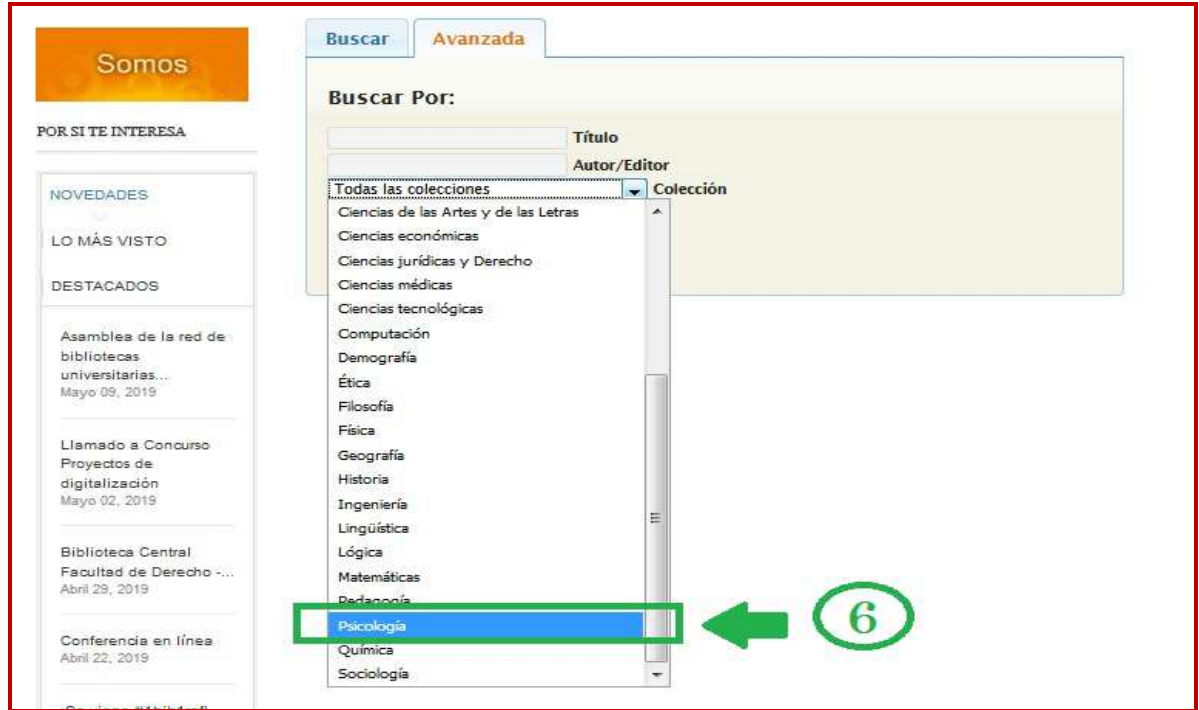 Somos
POR SI TE INTERESA
NOVEDADES
LO MÁS VISTO
DESTACADOS
Asamblea de la red de
bibliotecas
universitarias...
Mayo 09, 2019
Llamado a Concurso
Proyectos de
digitalización
Mayo 02, 2019
Biblioteca Central
Facultad de Derecho -...
Abril 29, 2019
Conferencia en línea
Abril 22, 2019
Buscar
Avanzada
Buscar Por:
Título
Autor/Editor
Todas las colecciones
Colección
Ciencias de las Artes y de las Letras
Ciencias económicas
Ciencias jurídicas y Derecho
Ciencias médicas
Ciencias tecnológicas
Computación
Demografía
Ética
Filosofía
Física
Geografía
Historia
Ingeniería
Lingüística
Lógica
Matemáticas
Pedagogía
Psicología
Química
Sociología
6